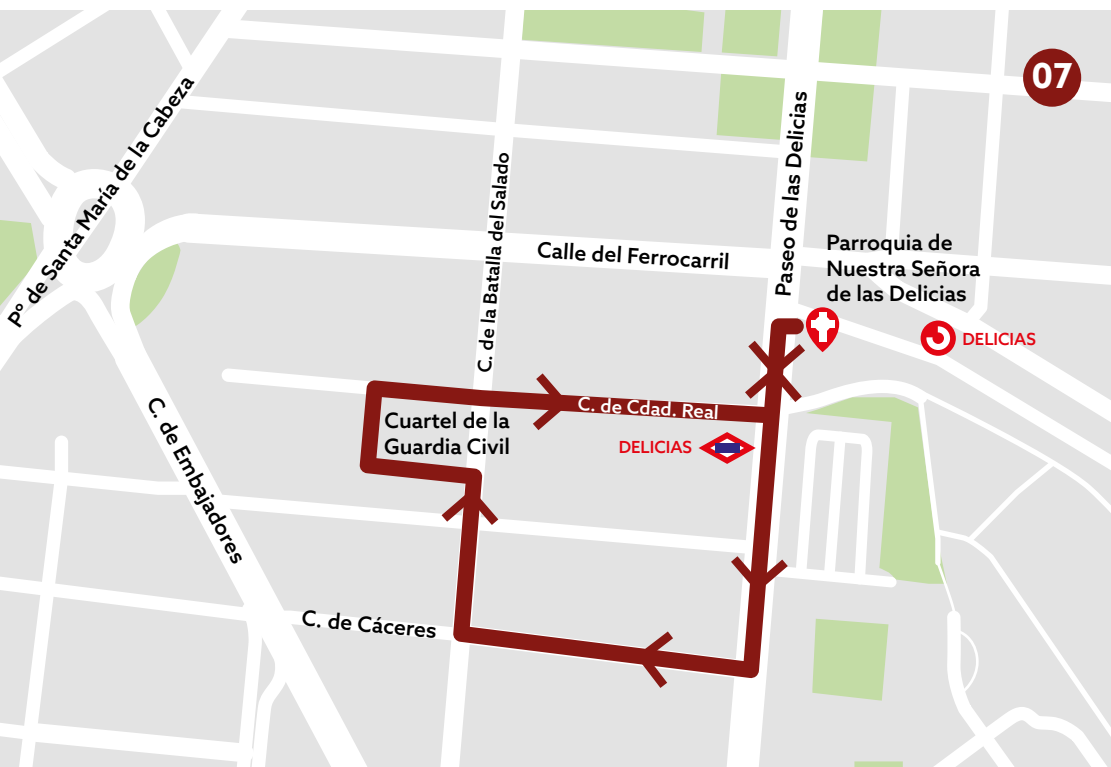 07
Pº de Santa María de la Cabeza
C. de la Batalla del Salado
Paseo de las Delicias
Calle del Ferrocarril
Parroquia de
Nuestra Señora
de las Delicias
DELICIAS
C. de Cdad. Real
Cuartel de la
Guardia Civil
DELICIAS
C. de Embajadores
C. de Cáceres